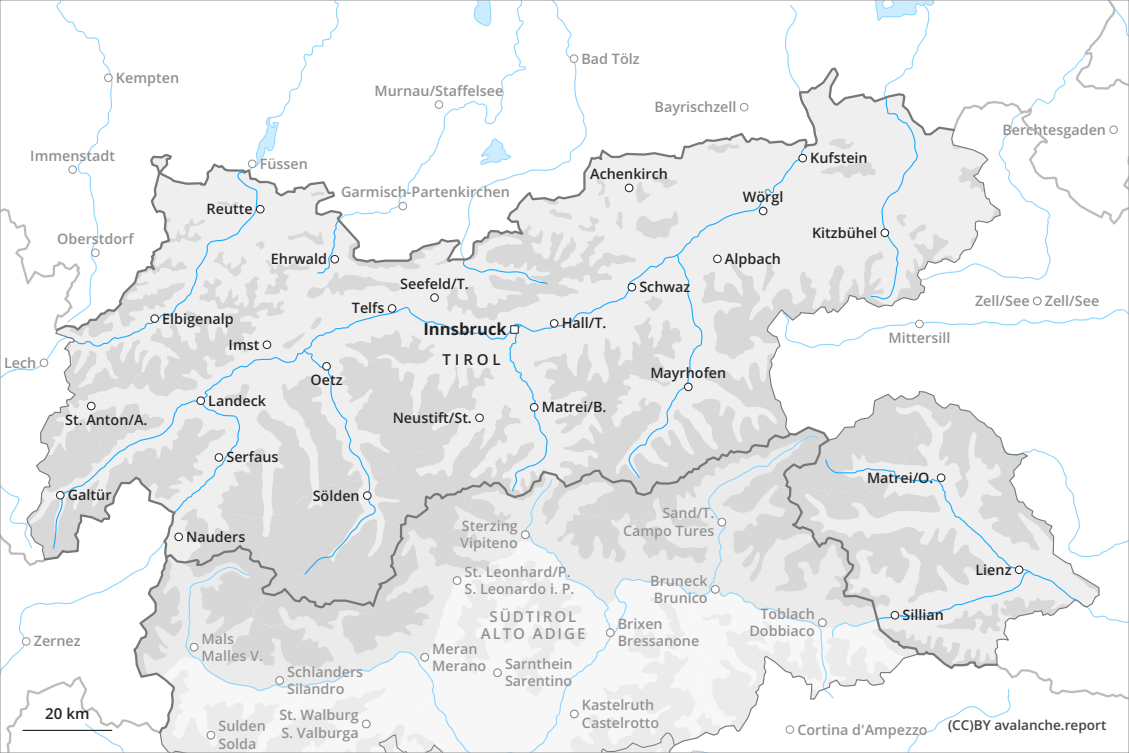 Kempten
Bad Tölz
Murnau/Staffelsee
Bayrischzell
Berchtesgaden
Immenstadt
Füssen
Kufstein
Achenkirch
Garmisch-Partenkirchen
Wörgl
Reutte
Kitzbühel
Oberstdorf
Ehrwald
Alpbach
Seefeld/T.
Schwaz
Zell/See
Zell/See
Telfs
Elbigenalp
Innsbruck
Hall/T.
Mittersill
Imst
TIROL
Lech
Oetz
Mayrhofen
Landeck
Matrei/B.
St. Anton/A.
Neustift/St.
Serfaus
Matrei/O.
Galtür
Sölden
Sand/T.
Campo Tures
Sterzing
Vipiteno
Nauders
Lienz
St. Leonhard/P.
S. Leonardo i. P.
Bruneck
Brunico
SÜDTIROL
ALTO ADIGE
Toblach
Dobbiaco
Sillian
Brixen
Bressanone
Zernez
Mals
Malles V.
Meran
Merano
Sarnthein
Sarentino
Schlanders
Silandro
Kastelruth
Castelrotto
St. Walburg
S. Valburga
20 km
Sulden
Solda
Cortina d'Ampezzo
(CC)BY avalanche.report